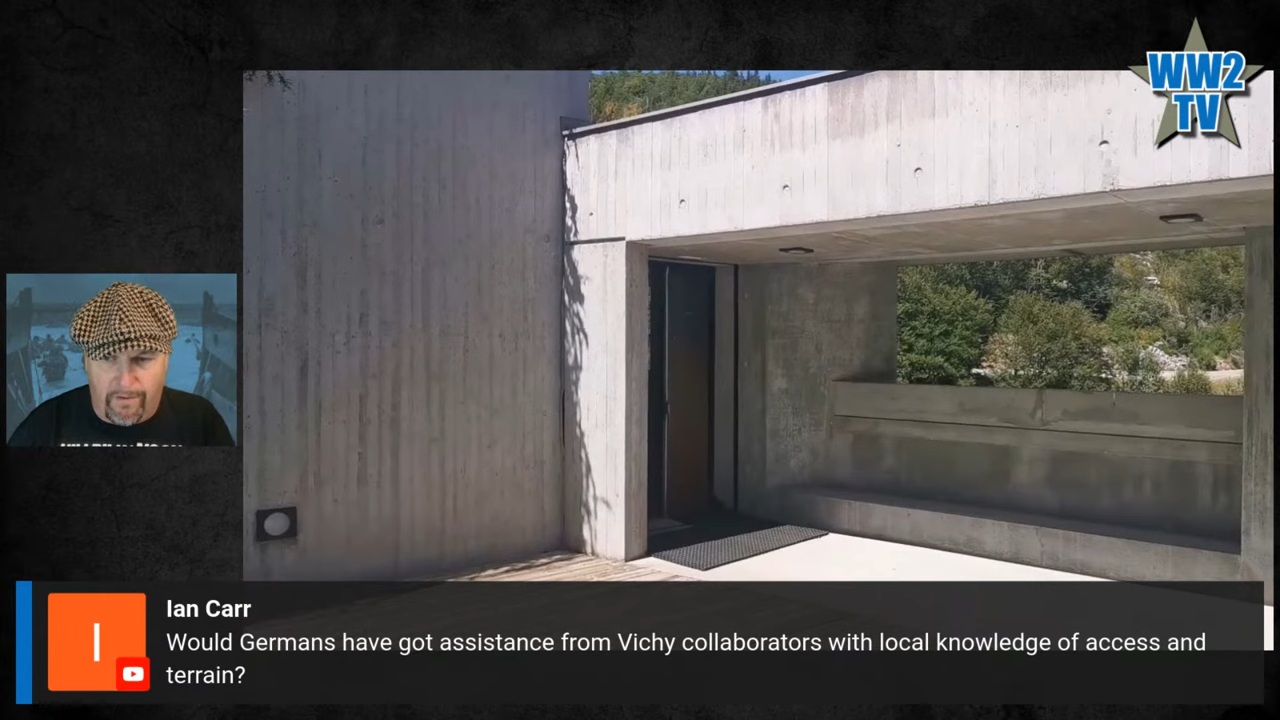 WW2
TV
I
Ian Carr
Would Germans have got assistance from Vichy collaborators with local knowledge of access and
terrain?